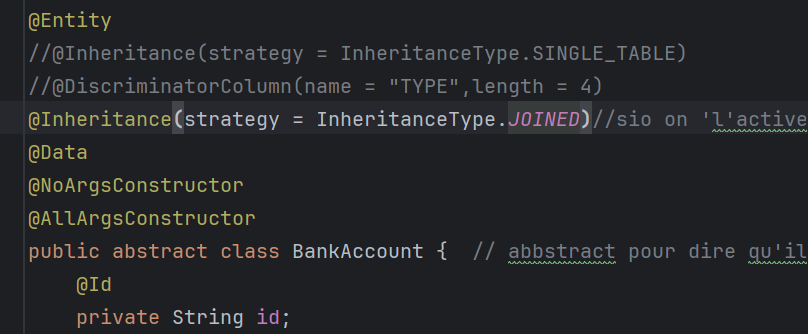 @Entity
//@Inheritance(strategy = InheritanceType.SINGLE_TABLE)
//@DiscriminatorColumn(name = "TYPE",length = 4)
@Inheritance(strategy = InheritanceType.JOINED)//sio on 'l'active
@Data
@NoArgsConstructor
@AllArgsConstructor
public abstract class BankAccount {  // abbstract pour dire qu'il
@Id
private String id;